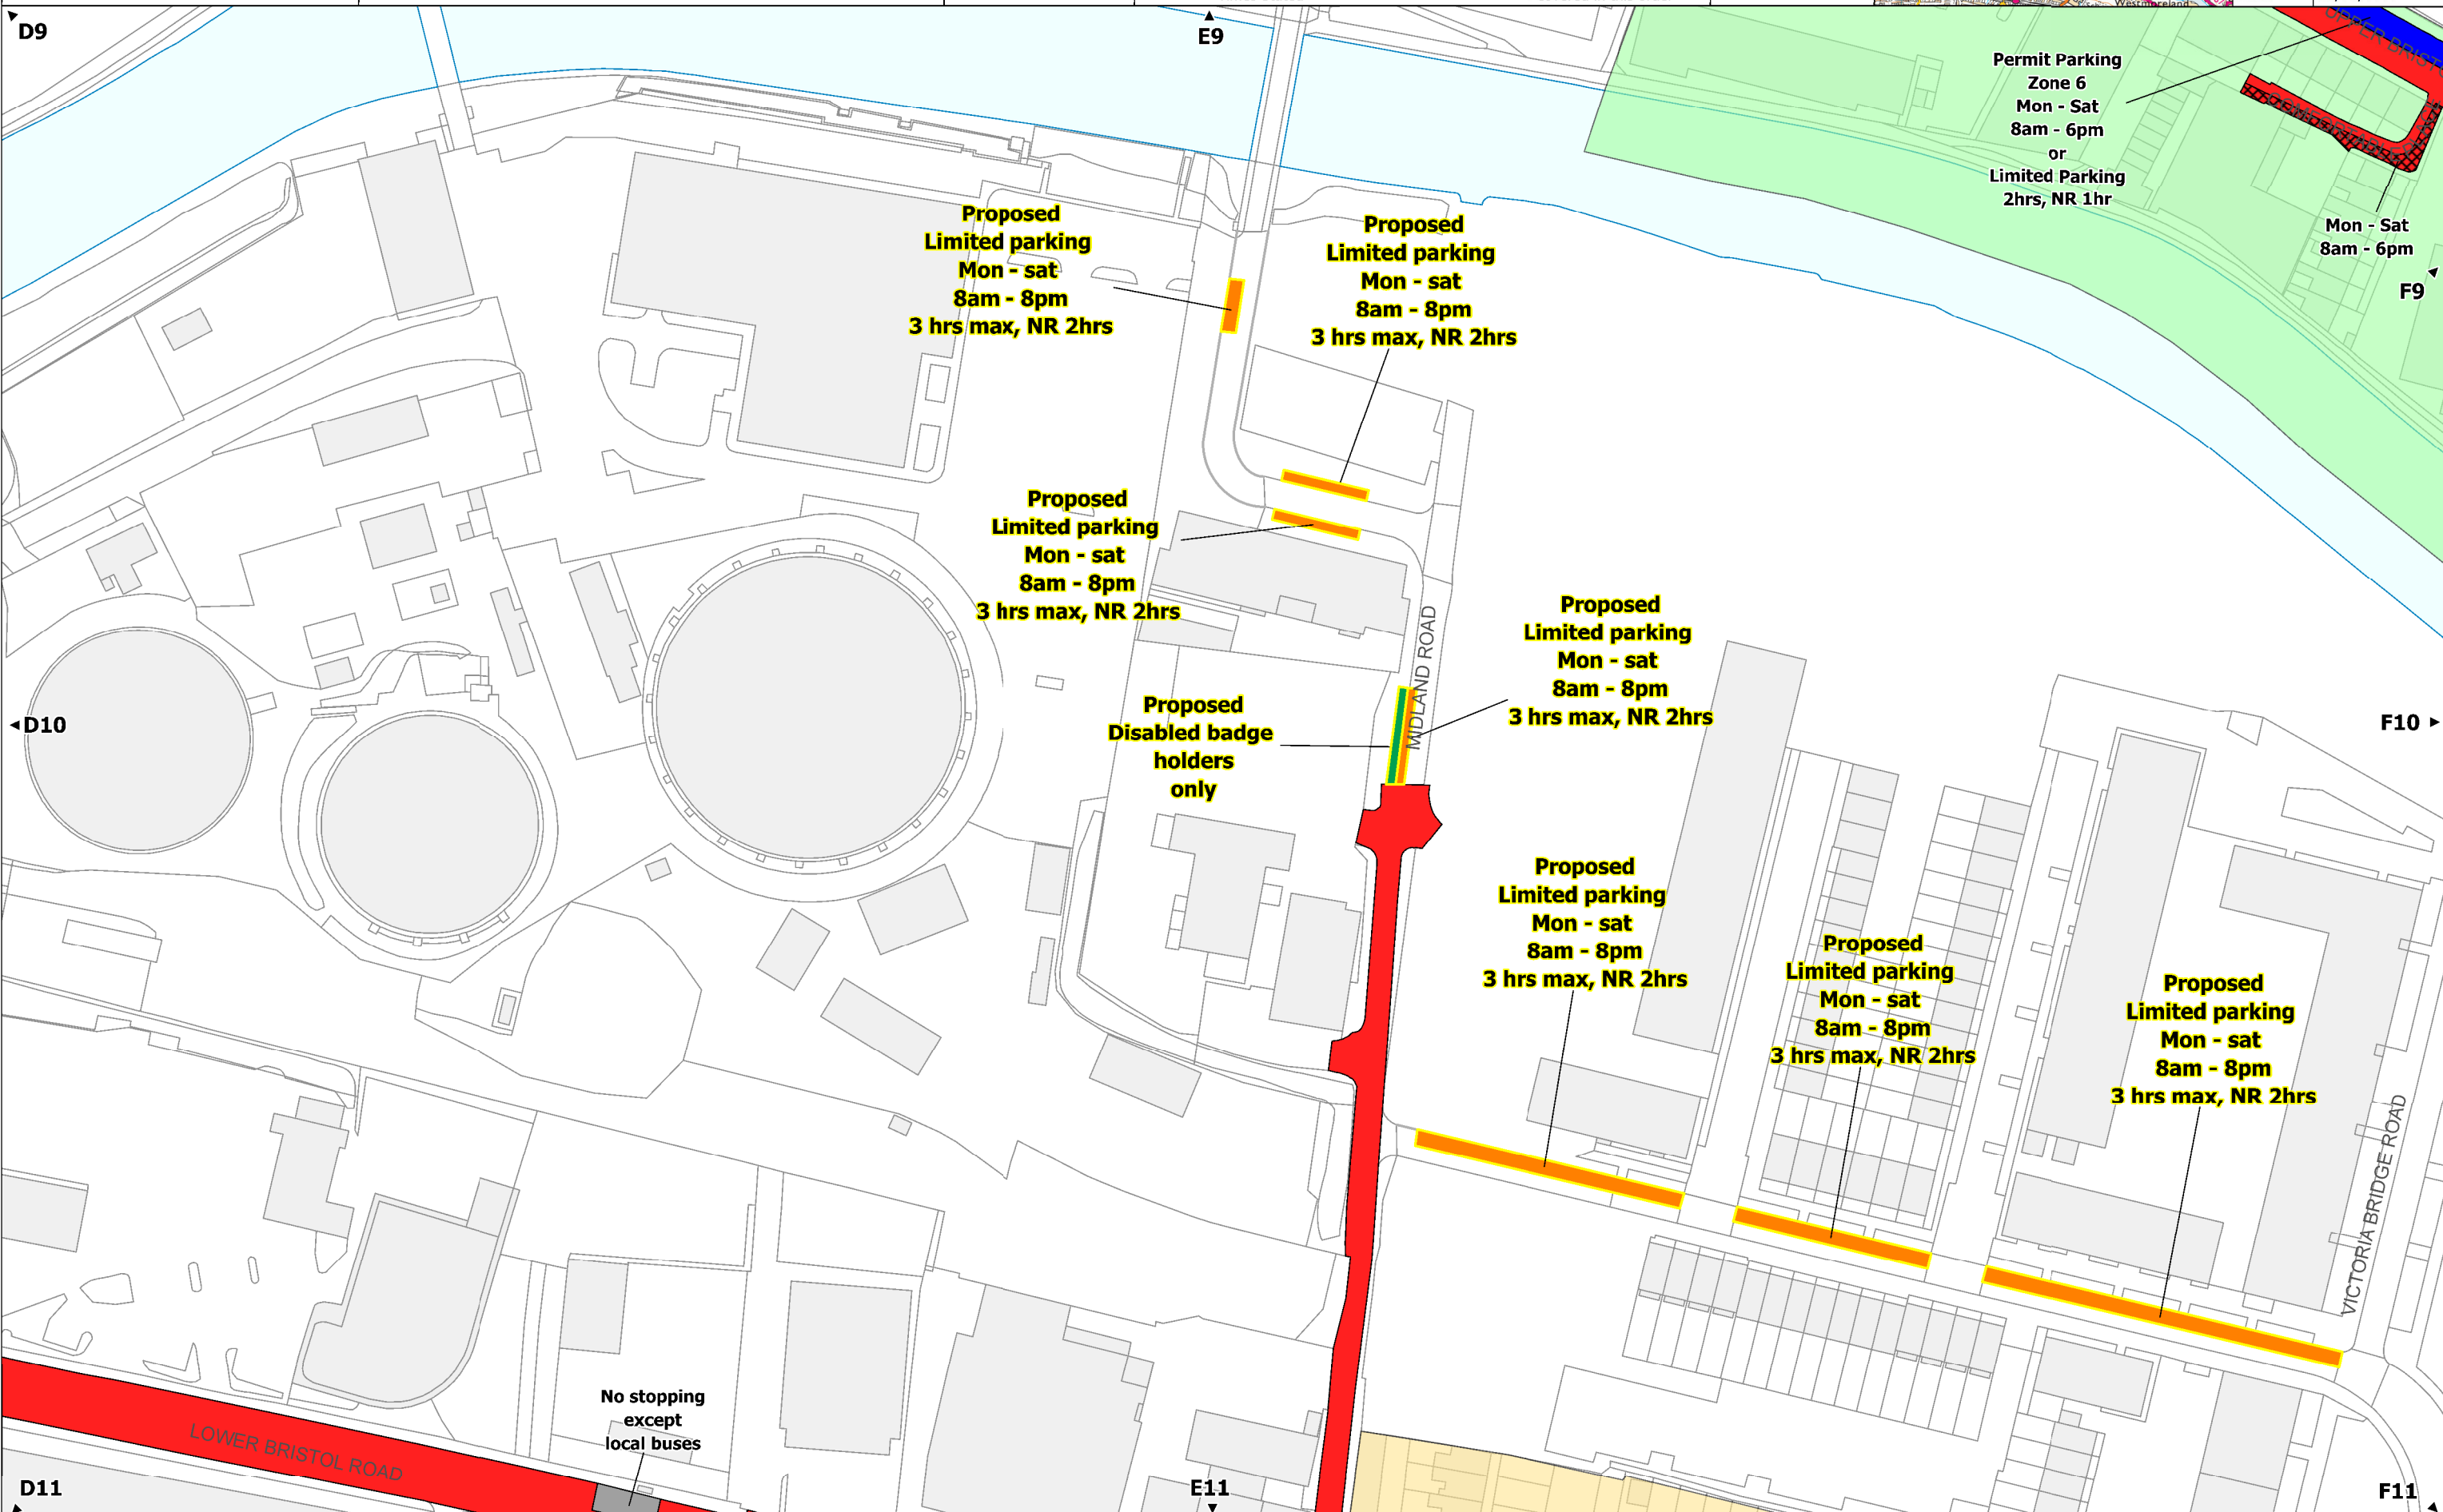 Westmoreland
D9
E9
Permit Parking
Zone 6
Mon - Sat
8am - 6pm
or
Limited Parking
2hrs, NR 1hr
Mon - Sat
8am - 6pm
F9
Proposed
Limited parking
Mon - sat
8am - 8pm
3 hrs max, NR 2hrs
Proposed
Limited parking
Mon - sat
8am - 8pm
3 hrs max, NR 2hrs
Proposed
Limited parking
Mon - sat
8am - 8pm
3 hrs max, NR 2hrs
MIDLAND ROAD
Proposed
Limited parking
Mon - sat
8am - 8pm
3 hrs max, NR 2hrs
Proposed
Disabled badge
holders
only
D10
F10
Proposed
Limited parking
Mon - sat
8am - 8pm
3 hrs max, NR 2hrs
Proposed
Limited parking
Mon - sat
8am - 8pm
3 hrs max, NR 2hrs
Proposed
Limited parking
Mon - sat
8am - 8pm
3 hrs max, NR 2hrs
VICTORIA BRIDGE ROAD
No stopping
except
local buses
LOWER BRISTOL ROAD
D11
E11
F11